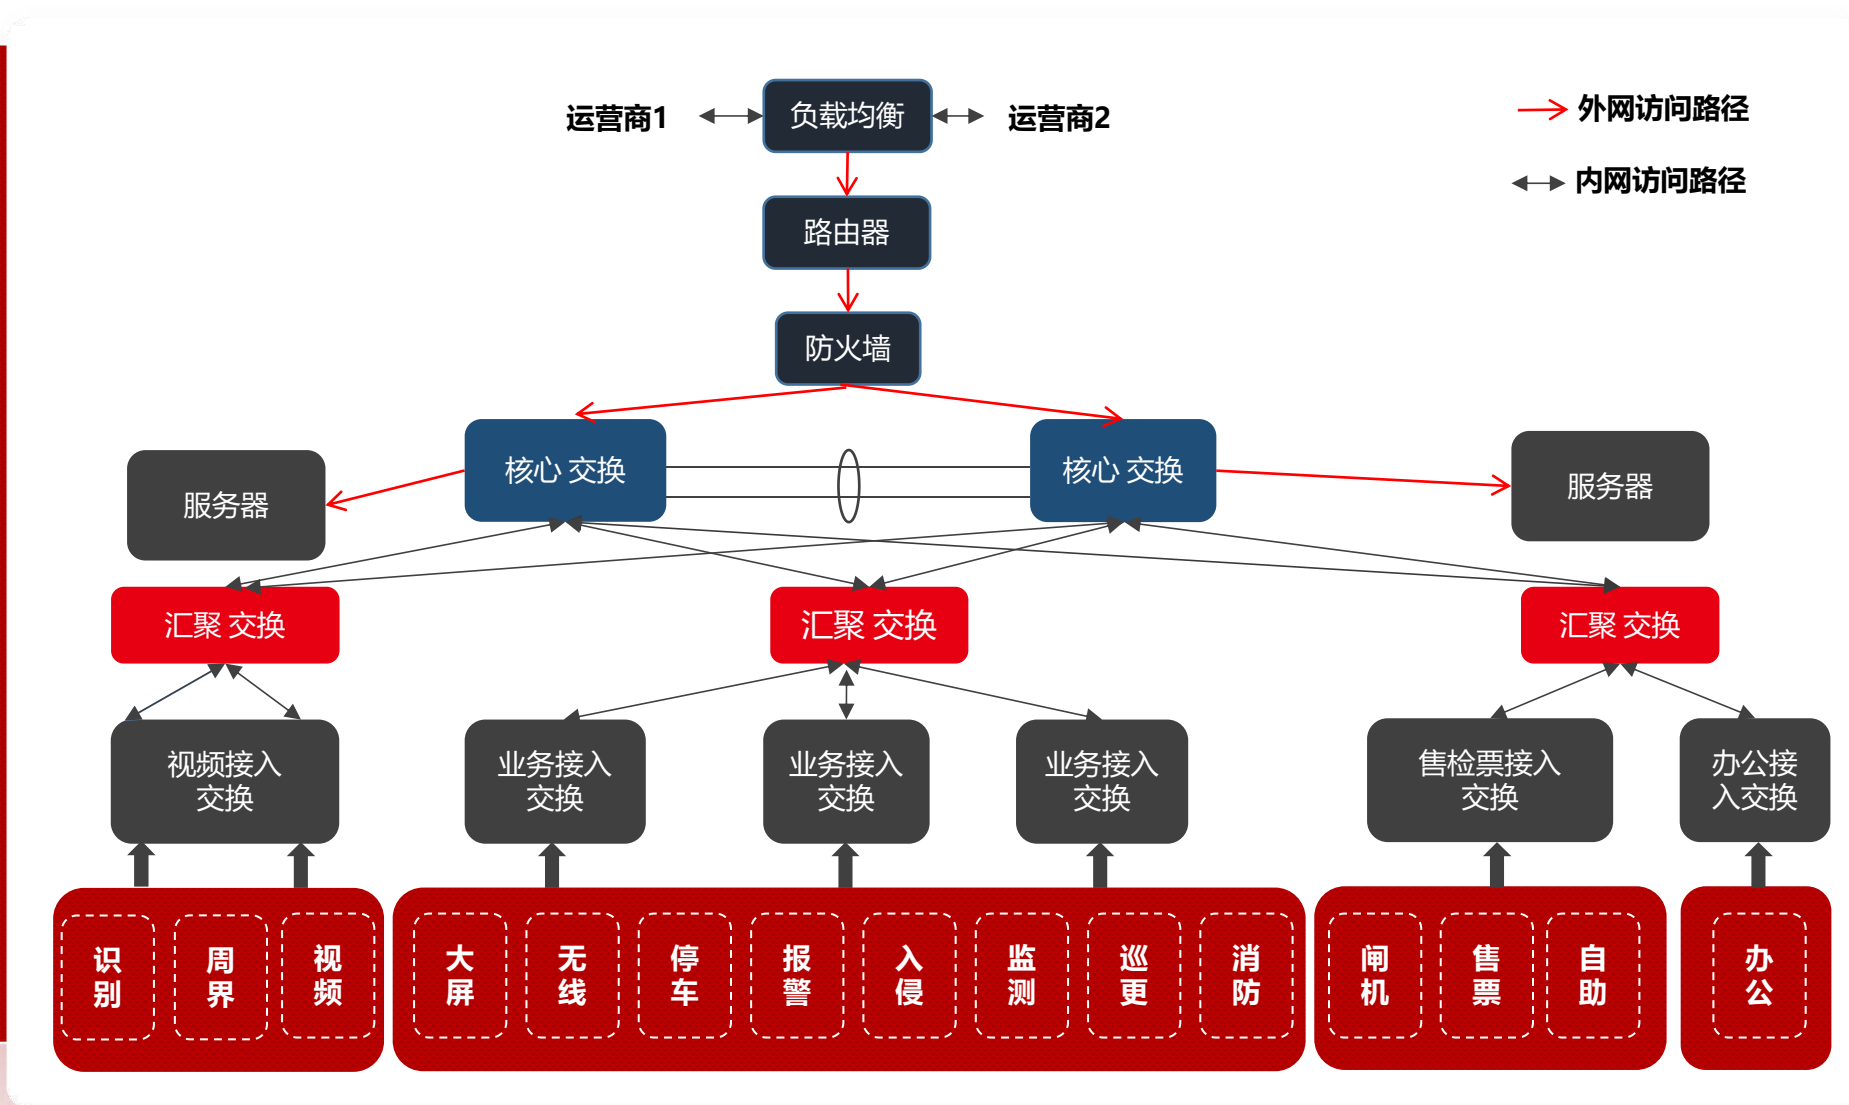 运营商1
负载均衡
运营商2
外网访问路径
内网访问路径
路由器
防火墙
核心 交换
核心 交换
服务器
服务器
汇聚 交换
汇聚 交换
汇聚 交换
视频接入
交换
业务接入
交换
业务接入
交换
业务接入
交换
售检票接入
交换
办公接
入交换
识
别
周
界
视
频
大
屏
无
线
停
车
报
警
入
侵
监
测
巡
更
消
防
闸
机
售
票
自
助
办
公